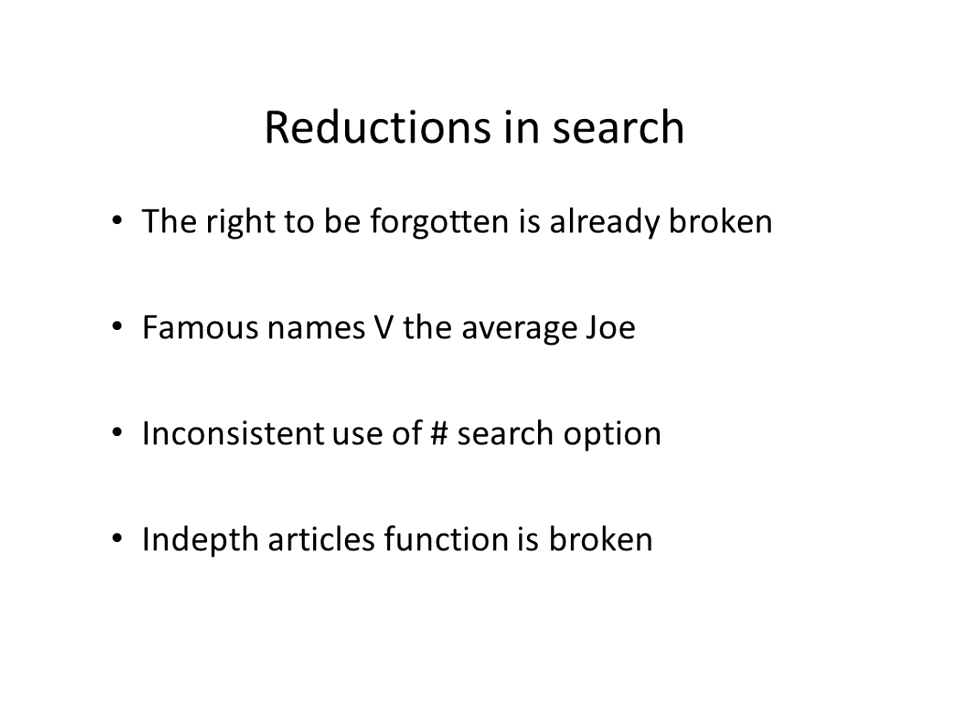 Reductions in search
• The right to be forgotten is already broken
• Famous names V the average Joe
• Inconsistent use of # search option
• Indepth articles function is broken